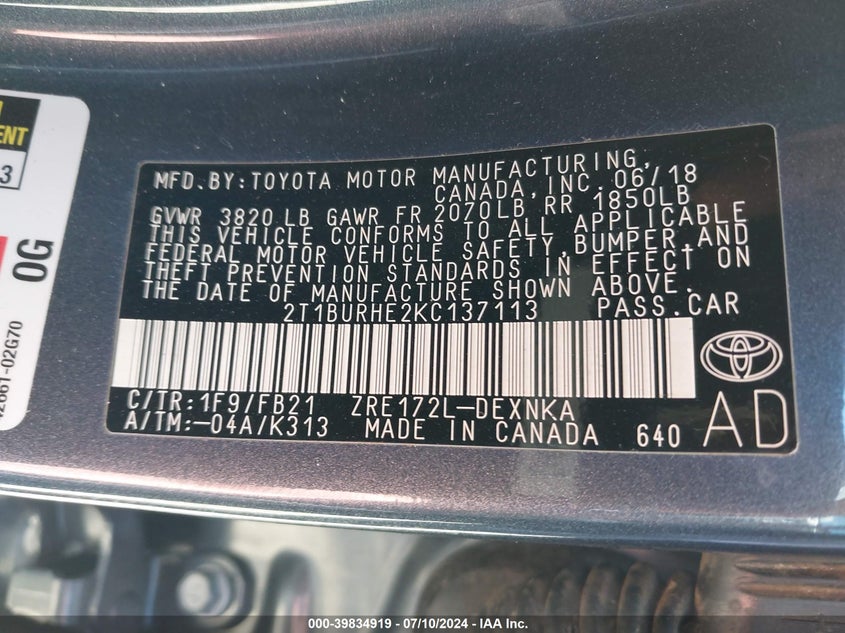 MFD.BY:TOYOTA MOTOR MANUFACTURING,
CANADA, INC. 06/18
GVWR 3820 LB GAWR FR 2070LB RR 1850LB
THIS VEHICLE CONFORMS TO ALL APPLICABLE
FEDERAL MOTOR VEHICLE SAFETY,BUMPER,AND
THEFT PREVENTION STANDARDS IN EFFECT ON
THE DATE OF MANUFACTURE SHOWN ABOVE.
2T1BURHE2KC137113 PASS.CAR
C/TR:1F9/FB21 ZRE172L-DEXNKA
A/TM:-04A/K313 MADE IN CANADA 640
AD
3
0G
000-39834919 / 07/10/2024 - IAA Inc.